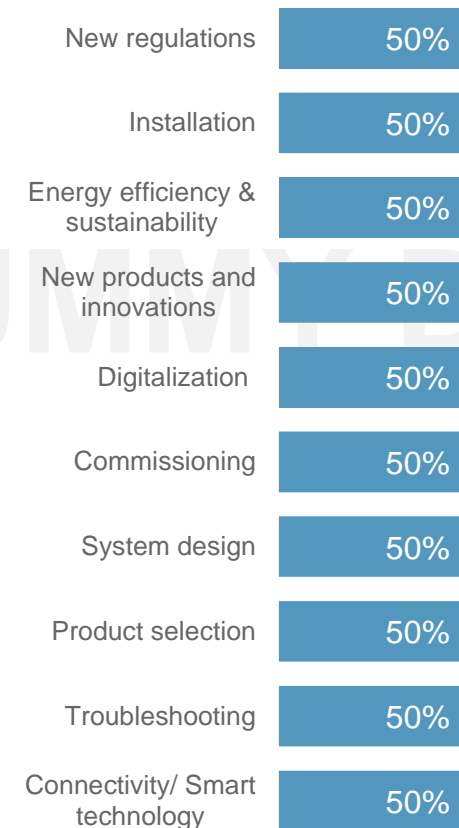 New regulations 50%
Installation 50%
Energy efficiency &
sustainability 50%
New products and
innovations 50%
Digitalization 50%
Commissioning 50%
System design 50%
Product selection 50%
Troubleshooting 50%
Connectivity/ Smart
technology 50%